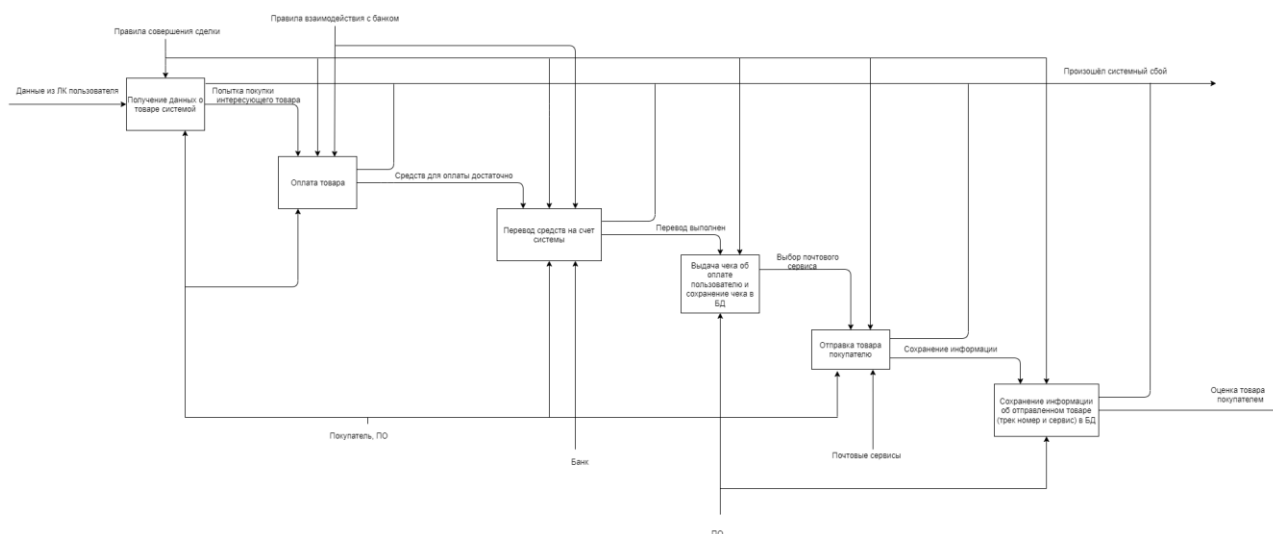 Правила взаимодействия с банком
Правила совершения сделки
Произошёл системный сбой
Данные из ЛК пользователя
Получение данных о
товаре системой
Попытка покупки
интересующего товара
Оплата товара
Средств для оплаты достаточно
Перевод средств на счет
системы
Перевод выполнен
Выдача чека об
оплате
пользователю и
сохранение чека в
БД
Выбор почтового
сервиса
Отправка товара
покупателю
Сохранение информации
Оценка товара
покупателем
Сохранение информации
об отправленном товаре
(трек номер и сервис) в БД
Покупатель, ПО
Банк
Почтовые сервисы
ПО